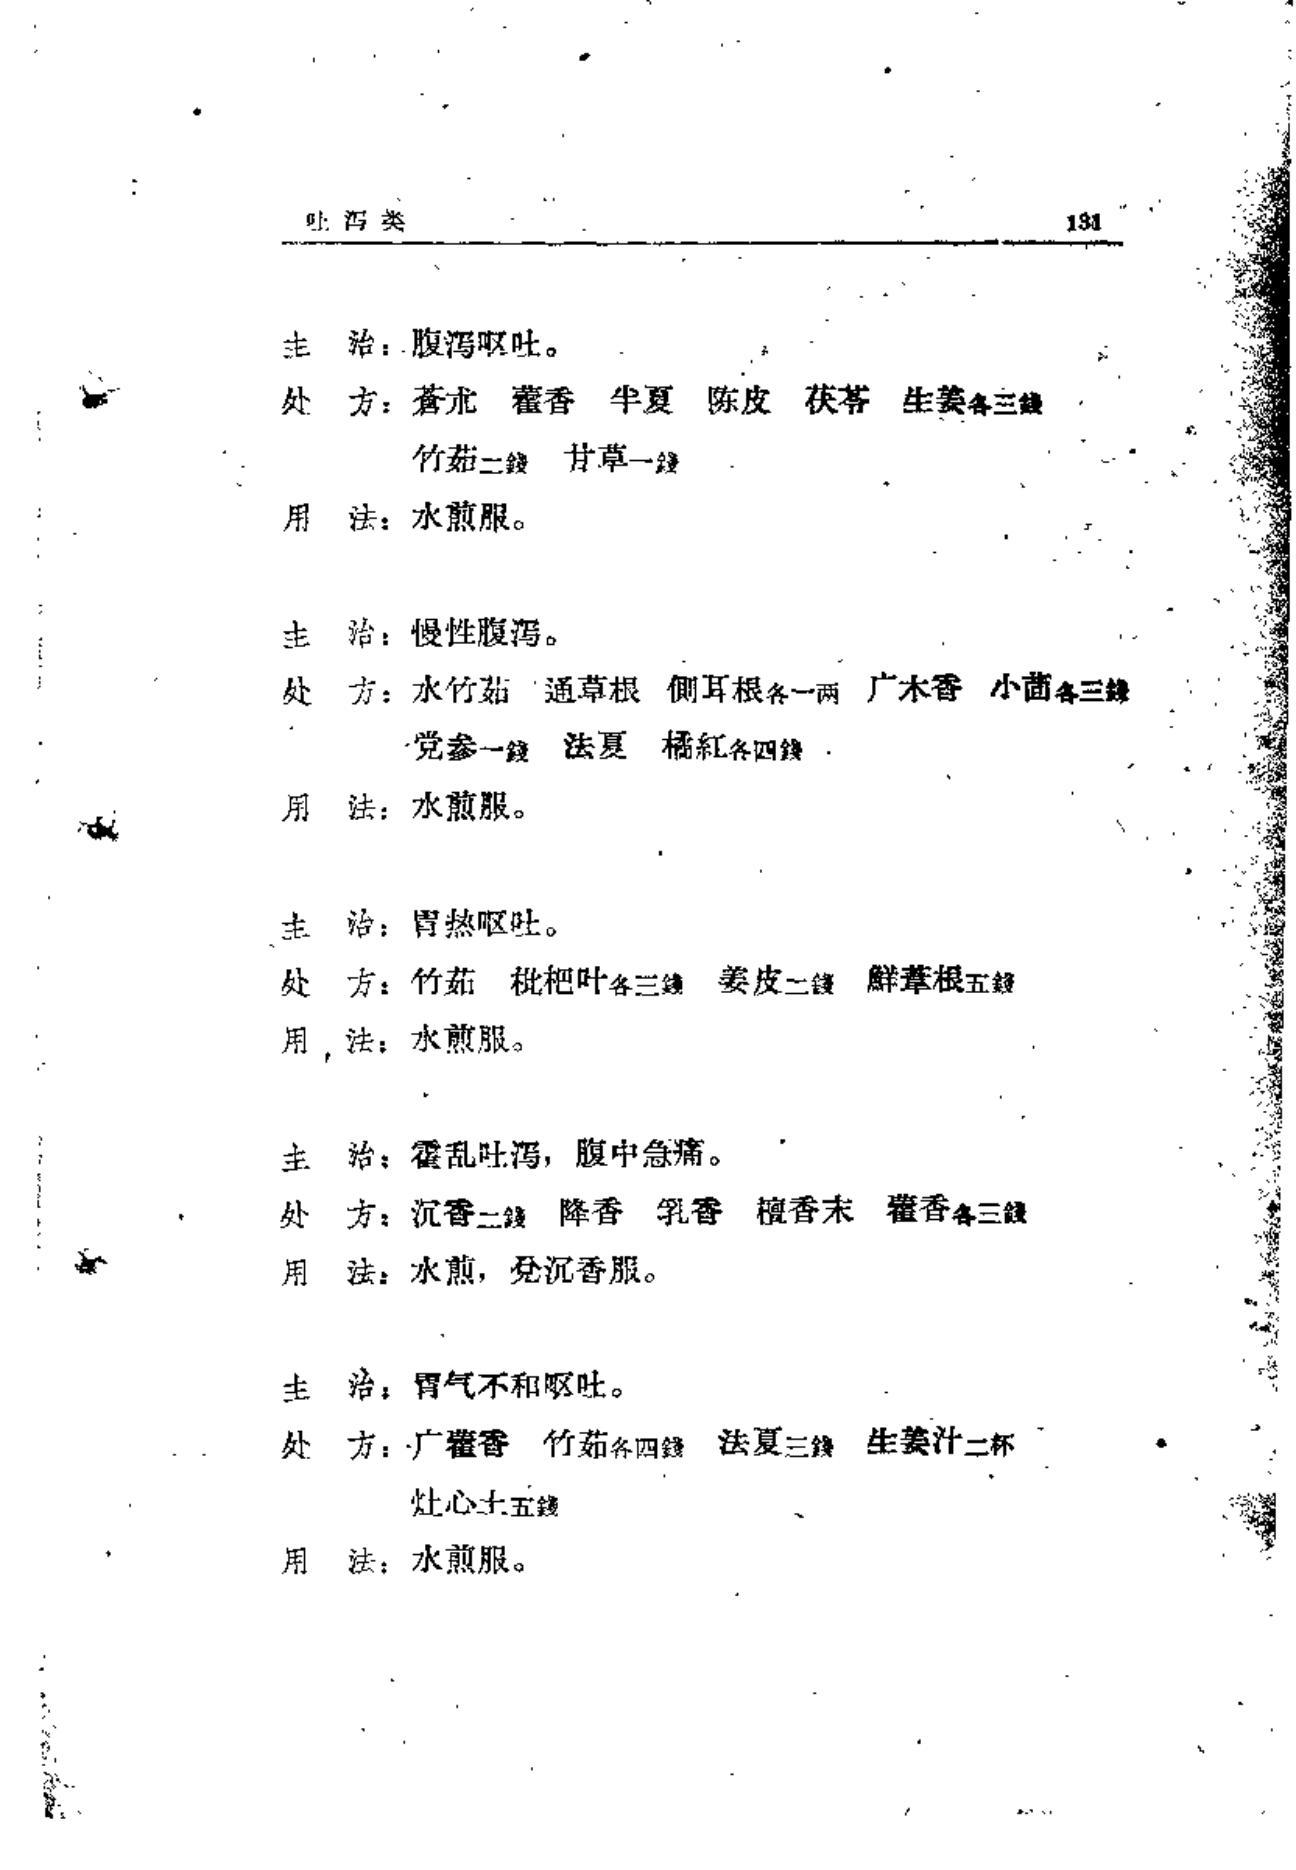 吐泻类 131
主　治：腹泻呕吐。
处　方：蒼朮　藿香　半夏　陈皮　茯苓　生姜各三錢
竹茹二錢　甘草一錢
用　法：水煎服。
主　治：慢性腹泻。
处　方：水竹茹　通草根　側耳根各一两　广木香　小茴各三錢
党参一錢　法夏　橘紅各四錢
用　法：水煎服。
主　治：胃热呕吐。
处　方：竹茹　枇杷叶各三錢　姜皮二錢　鮮葦根五錢
用　法：水煎服。
主　治：霍乱吐泻，腹中急痛。
处　方：沉香二錢　降香　乳香　檀香末　藿香各三錢
用　法：水煎，兑沉香服。
主　治：胃气不和呕吐。
处　方：广藿香　竹茹各四錢　法夏三錢　生姜汁二杯
灶心土五錢
用　法：水煎服。